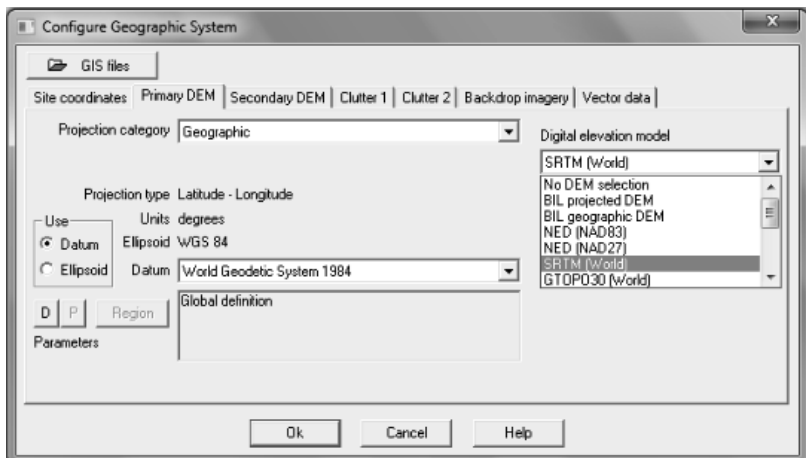 Configure Geographic System
x
GIS files
Site coordinates Primary DEM Secondary DEM Clutter 1 Clutter 2 Backdrop imagery Vector data
Projection category Geographic
Digital elevation model
SRTM (World)
No DEM selection
BIL projected DEM
BIL geographic DEM
NED (NAD83)
NED (NAD27)
SRTM (World)
GTOPO30 (World)
Projection type Latitude - Longitude
Use
Units degrees
Datum
Ellipsoid WGS 84
Ellipsoid
Datum World Geodetic System 1984
D P Region
Global definition
Parameters
Ok Cancel Help